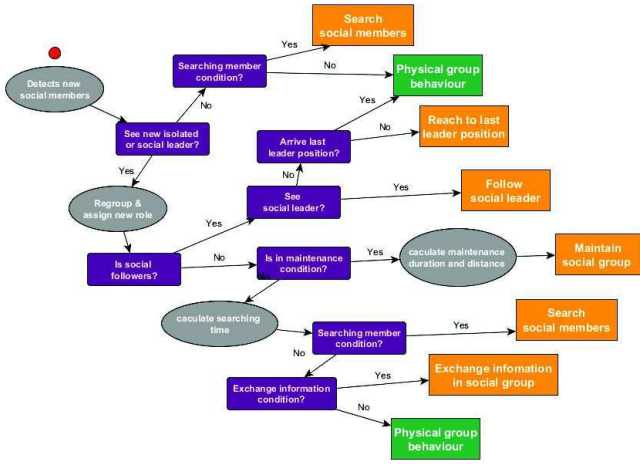 Search
social members
Yes
Searching member
condition?
No
Physical group
behaviour
Detects new
social members
No
Yes
See new isolated
or social leader?
Arrive last
leader position?
No
Reach to last
leader position
Yes
No
Regroup &
assign new role
Yes
See
social leader?
Yes
Follow
social leader
Is social
followers?
No
Is in maintenance
condition?
Yes
caculate maintenance
duration and distance
Maintain
social group
No
caculate searching
time
Searching member
condition?
Yes
Search
social members
No
Exchange information
condition?
Yes
Exchange infomation
in social group
No
Physical group
behaviour